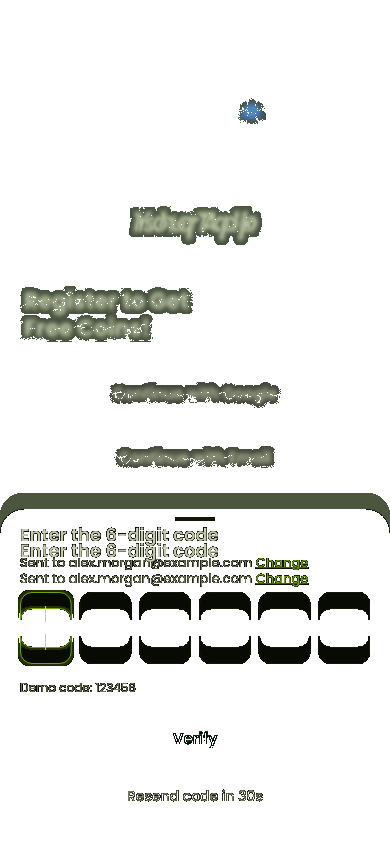 Register to Get
Free Coins!
Continue with Google
Continue with Email
Enter the 6-digit code
Enter the 6-digit code
Sent to alex.morgan@example.com Change
Sent to alex.morgan@example.com Change
Demo code: 123456
Verify
Resend code in 30s